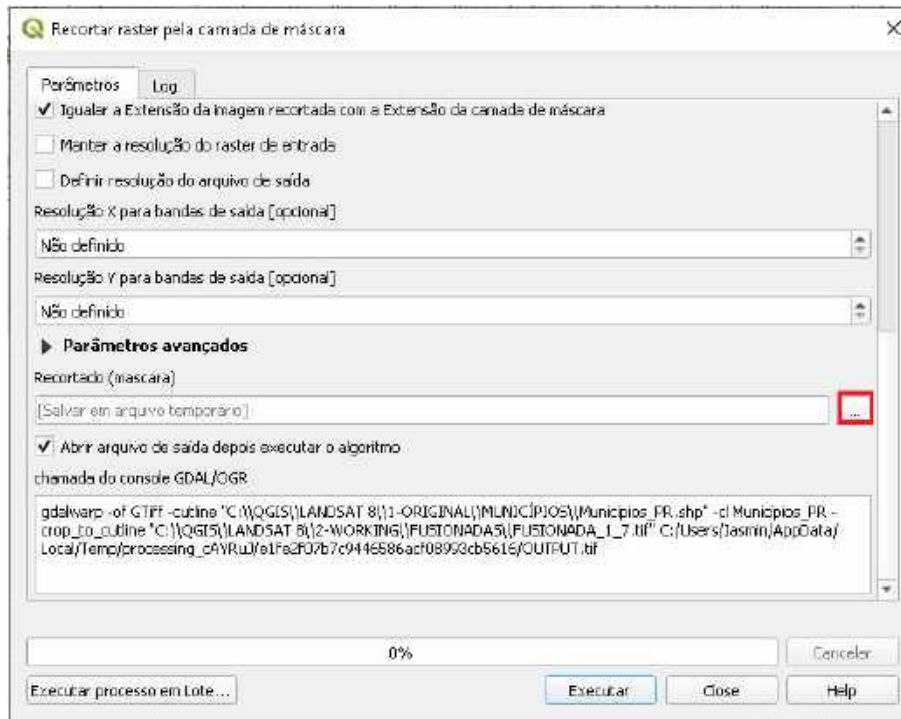 Recortar raster pela camada de máscara
Parâmetros
Log
Igualar a Extensão da imagem recortada com a Extensão da camada de máscara
Manter a resolução do raster de entrada
Definir resolução do arquivo de saída
Resolução X para bandas de saída [opcional]
Não definido
Resolução Y para bandas de saída [opcional]
Não definido
Parâmetros avançados
Recortado (mascara)
[Salvar em arquivo temporário]
...
Abrir arquivo de saída depois executar o algoritmo
chamada do console GDAL/OGR
gdalwarp -of GTiff -cutline "C:\\QGIS\\LANDSAT 8\\1-ORIGINAL\\MUNICÍPIOS\\Municipios_PR.shp" -cl Municipios_PR -
crop_to_cutline "C:\\QGIS\\LANDSAT 8\\2-WORKING\\FUSIONADAS\\FUSIONADA_1_7.tif" C:/Users/Jasmin/AppData/
Local/Temp/
0%
Cancelar
Executar processo em Lote...
Executar
Close
Help